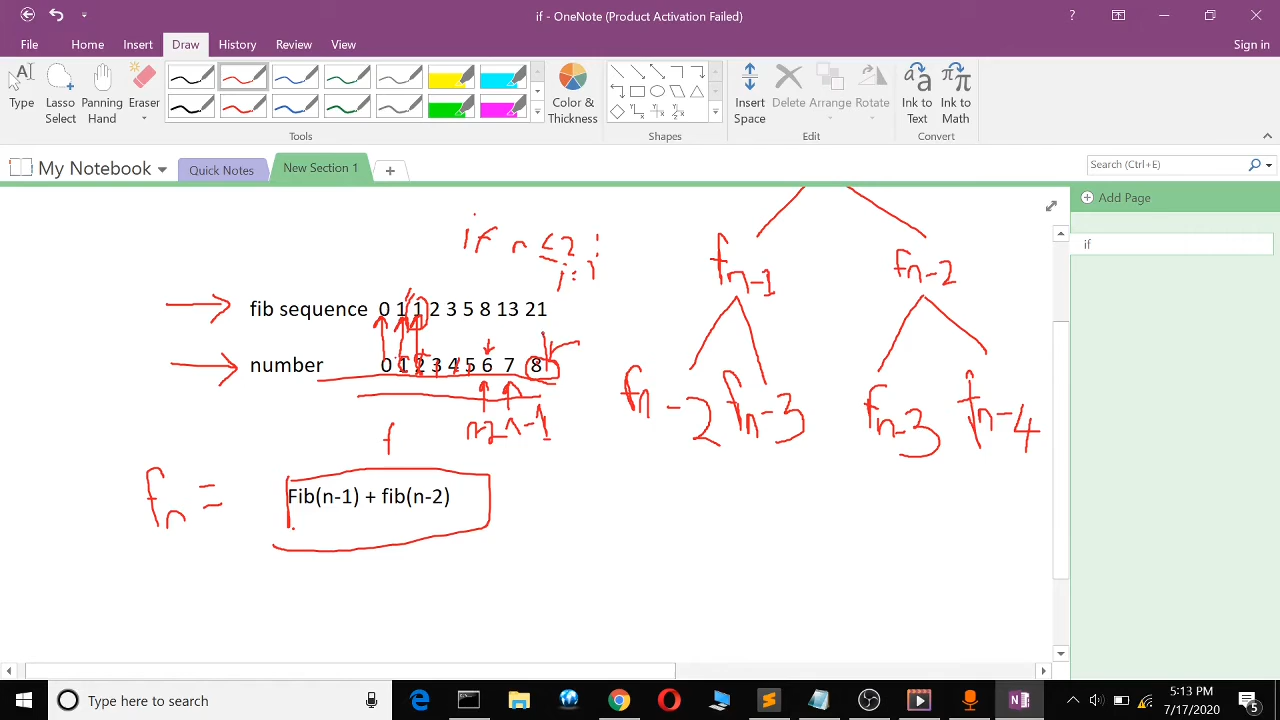 if - OneNote (Product Activation Failed)
?
File Home Insert Draw History Review View
Sign in
Type
Lasso Select
Panning Hand
Eraser
Color & Thickness
Insert Space
Delete
Arrange
Rotate
Ink to Text
Ink to Math
Tools
Shapes
Edit
Convert
My Notebook
Quick Notes
New Section 1
Search (Ctrl+E)
Add Page
if
if n ≤ 2
fn-1
fn-2
fib sequence 0 1 1 2 3 5 8 13 21
number 0 1 2 3 4 5 6 7 8
n-2 n-1
fn-2 fn-3
fn-3 fn-4
f
fn =
Fib(n-1) + fib(n-2)
Type here to search
:13 PM
7/17/2020
5